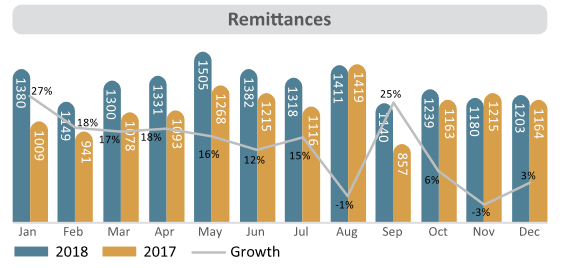 Remittances
1380 1009 27%
1149 941 18%
1300 1078 17%
1331 1093 18%
1505 1268 16%
1382 1215 12%
1318 1116 15%
1411 1419 -1%
1140 857 25%
1239 1163 6%
1180 1215 -3%
1203 1164 3%
Jan Feb Mar Apr May Jun Jul Aug Sep Oct Nov Dec
2018 2017 Growth